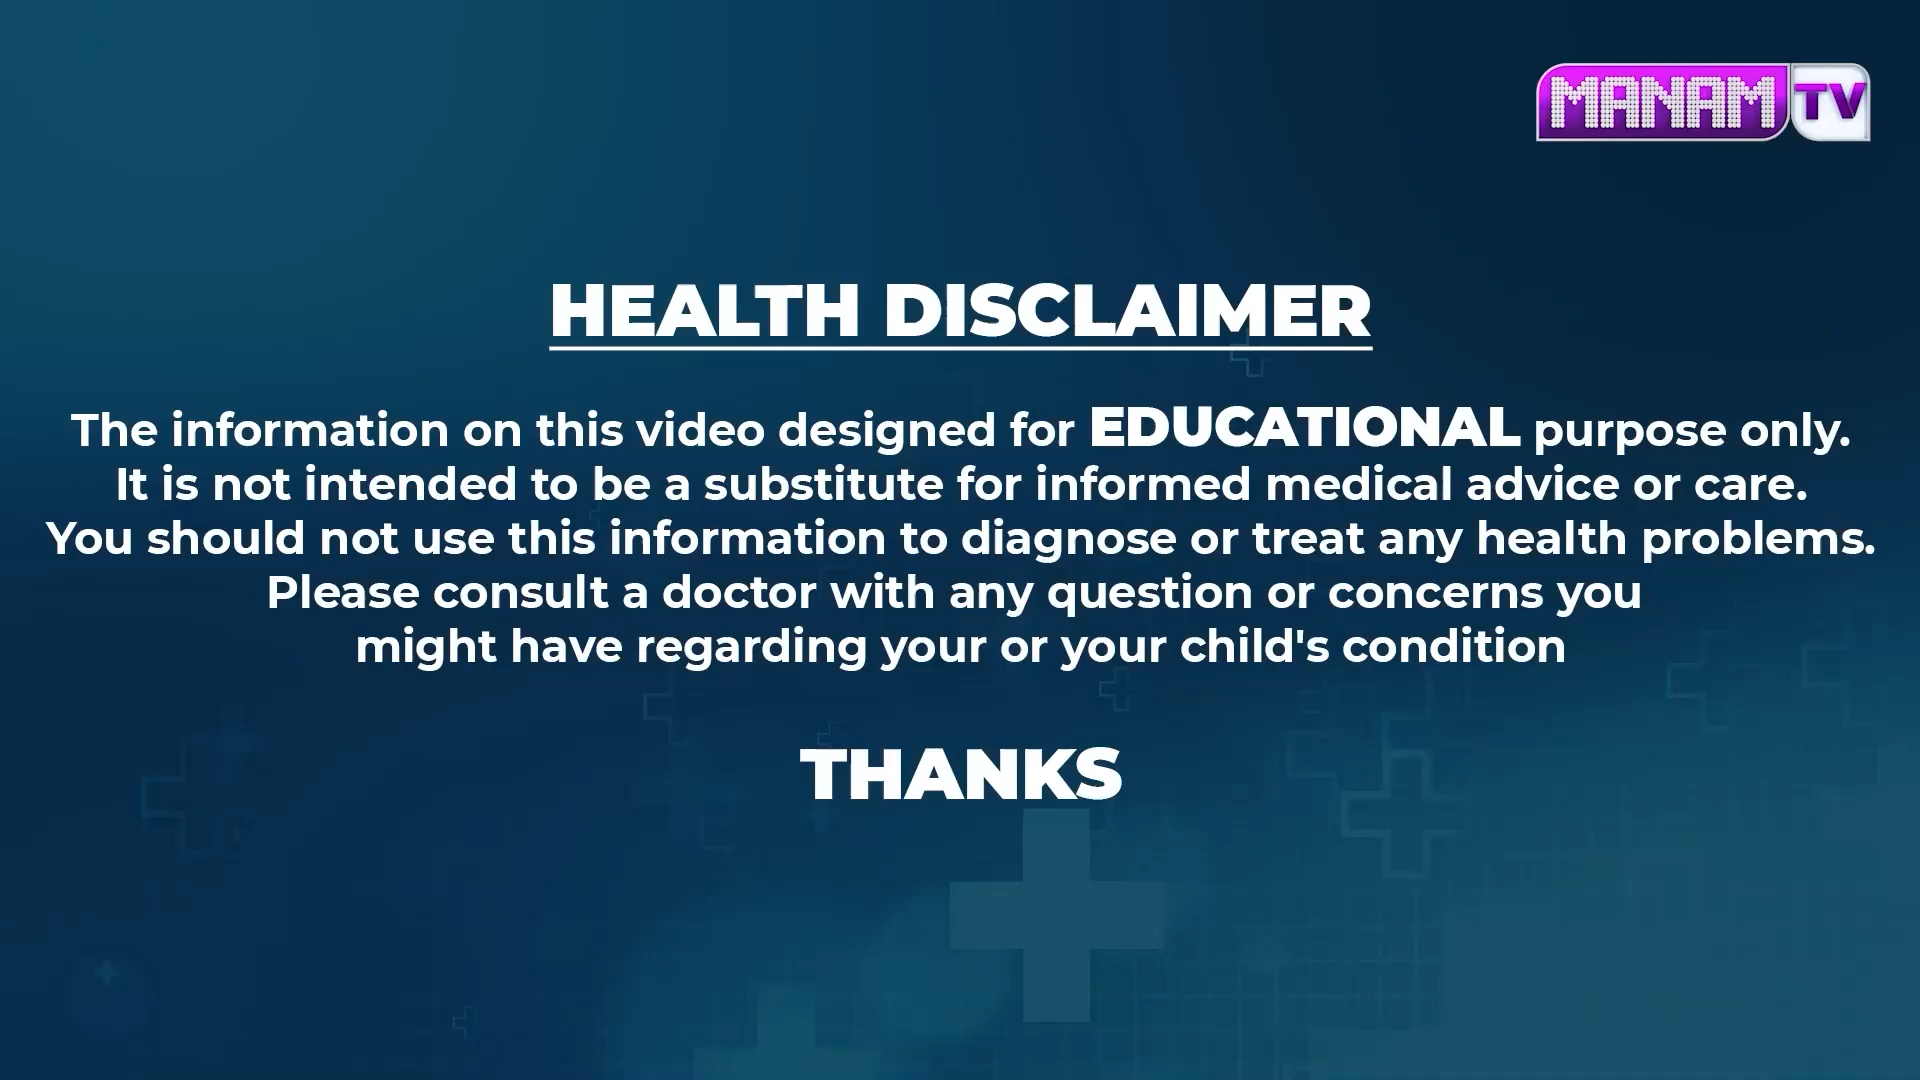 MANAM TV
HEALTH DISCLAIMER
The information on this video designed for EDUCATIONAL purpose only.
It is not intended to be a substitute for informed medical advice or care.
You should not use this information to diagnose or treat any health problems.
Please consult a doctor with any question or concerns you
might have regarding your or your child's condition
THANKS